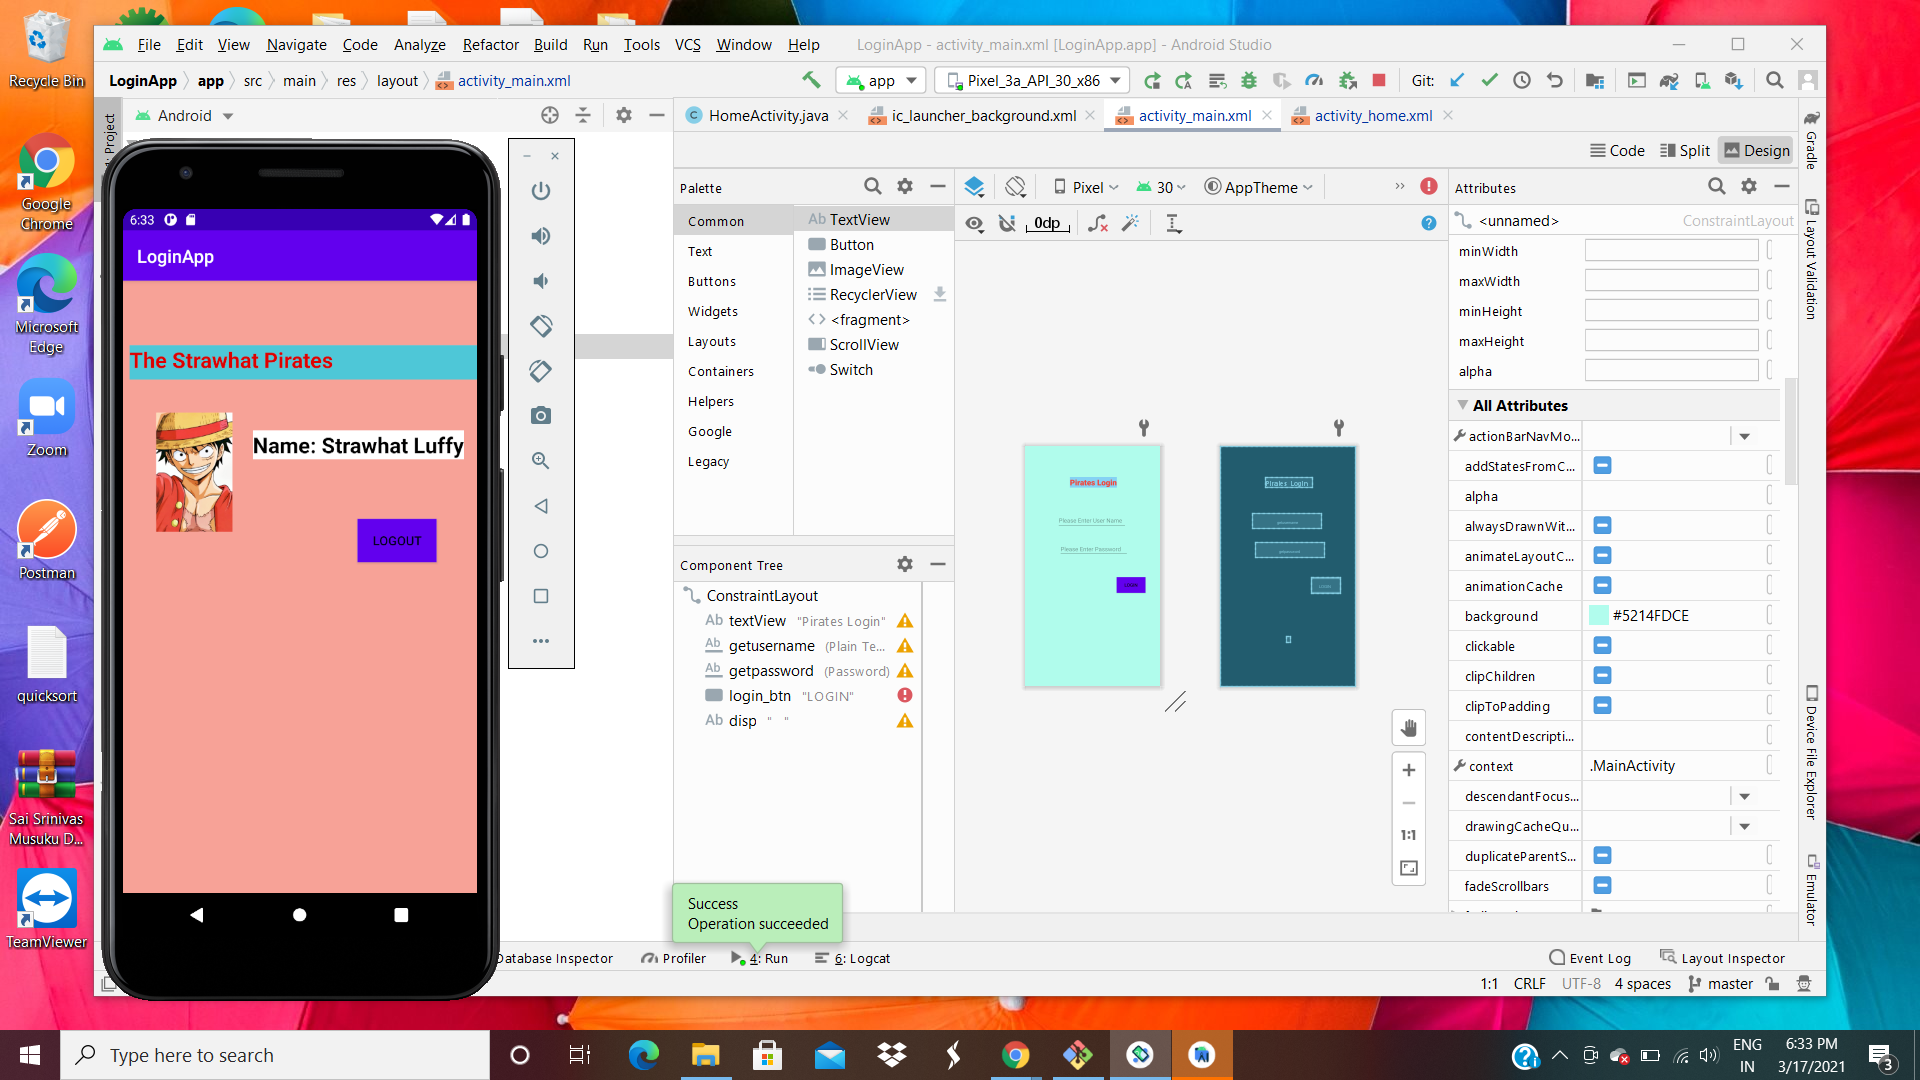 Recycle Bin
Google
Chrome
Microsoft
Edge
Zoom
Postman
quicksort
Sai Srinivas
Musuku D...
TeamViewer
File Edit View Navigate Code Analyze Refactor Build Run Tools VCS Window Help
LoginApp - activity_main.xml [LoginApp.app] - Android Studio
LoginApp app src main res layout activity_main.xml
app
Pixel_3a_API_30_x86
Git:
Project
Android
HomeActivity.java
ic_launcher_background.xml
activity_main.xml
activity_home.xml
Code
Split
Design
6:33
LoginApp
The Strawhat Pirates
Name: Strawhat Luffy
LOGOUT
Palette
Common
Text
Buttons
Widgets
Layouts
Containers
Helpers
Google
Legacy
Ab TextView
Button
ImageView
RecyclerView
<fragment>
ScrollView
Switch
Pixel
30
AppTheme
0dp
Component Tree
ConstraintLayout
Ab textView "Pirates Login"
Ab getusername (Plain Te...
Ab getpassword (Password)
login_btn "LOGIN"
Ab disp " "
Pirates Login
Please Enter User Name
Please Enter Password
Pirates Login
1:1
Attributes
<unnamed>
ConstraintLayout
minWidth
maxWidth
minHeight
maxHeight
alpha
All Attributes
actionBarNavMo...
addStatesFromC...
alpha
alwaysDrawnWit...
animateLayoutC...
animationCache
background #5214FDCE
clickable
clipChildren
clipToPadding
contentDescripti...
context .MainActivity
descendantFocus...
drawingCacheQu...
duplicateParentS...
fadeScrollbars
Gradle
Layout Validation
Device File Explorer
Emulator
Success
Operation succeeded
Database Inspector
Profiler
4: Run
6: Logcat
Event Log
Layout Inspector
1:1 CRLF UTF-8 4 spaces master
Type here to search
ENG
IN
6:33 PM
3/17/2021
3